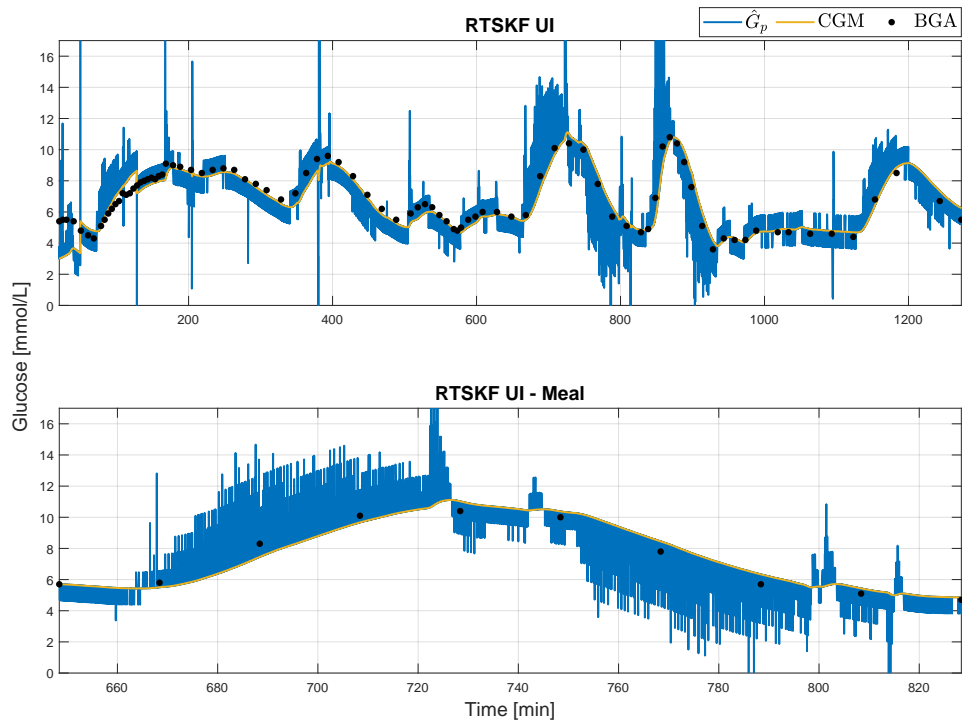 RTSKF UI
Ĝp CGM BGA
16
14
12
10
8
6
4
2
0
200 400 600 800 1000 1200
Glucose [mmol/L]
RTSKF UI - Meal
16
14
12
10
8
6
4
2
0
660 680 700 720 740 760 780 800 820
Time [min]